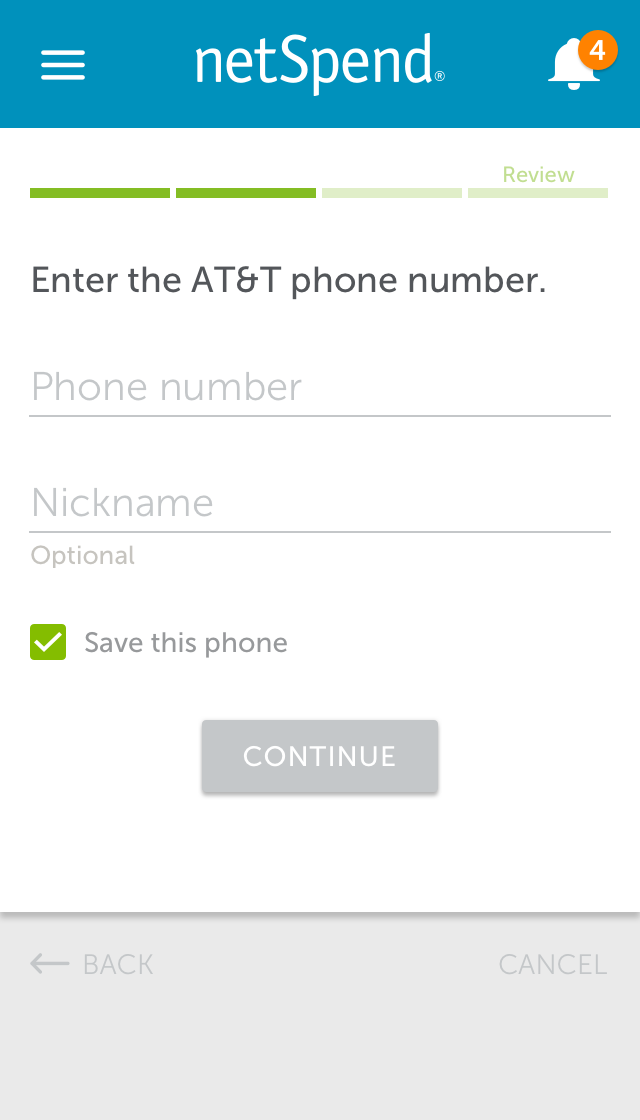 netSpend®
4
Review
Enter the AT&T phone number.
Phone number
Nickname
Optional
Save this phone
CONTINUE
BACK
CANCEL